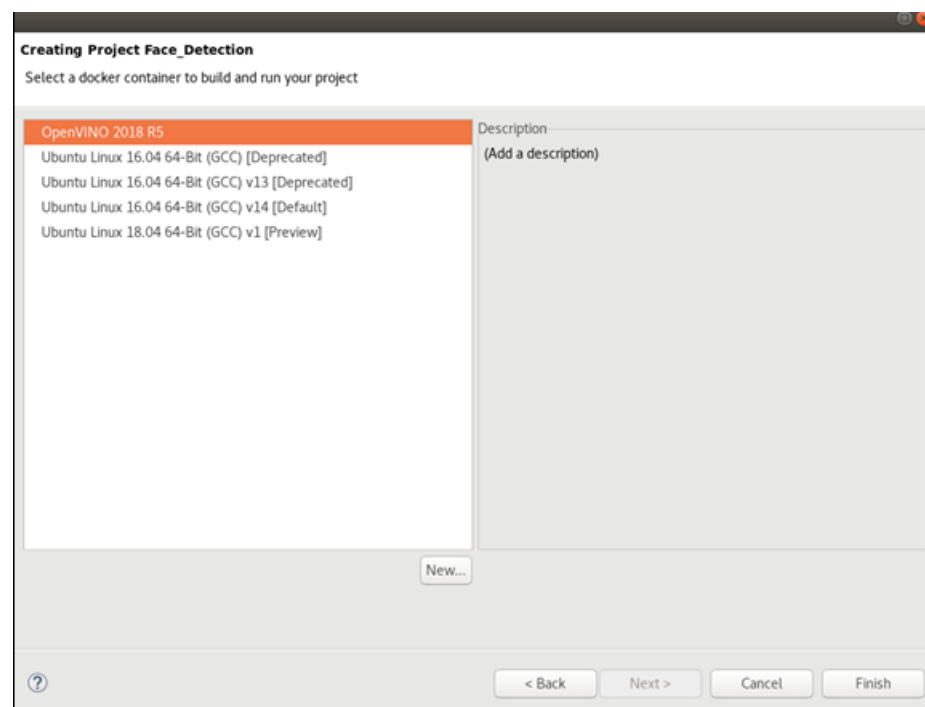 Creating Project Face_Detection
Select a docker container to build and run your project
OpenVINO 2018 R5
Ubuntu Linux 16.04 64-Bit (GCC) [Deprecated]
Ubuntu Linux 16.04 64-Bit (GCC) v13 [Deprecated]
Ubuntu Linux 16.04 64-Bit (GCC) v14 [Default]
Ubuntu Linux 18.04 64-Bit (GCC) v1 [Preview]
Description
(Add a description)
New...
?
< Back
Next >
Cancel
Finish